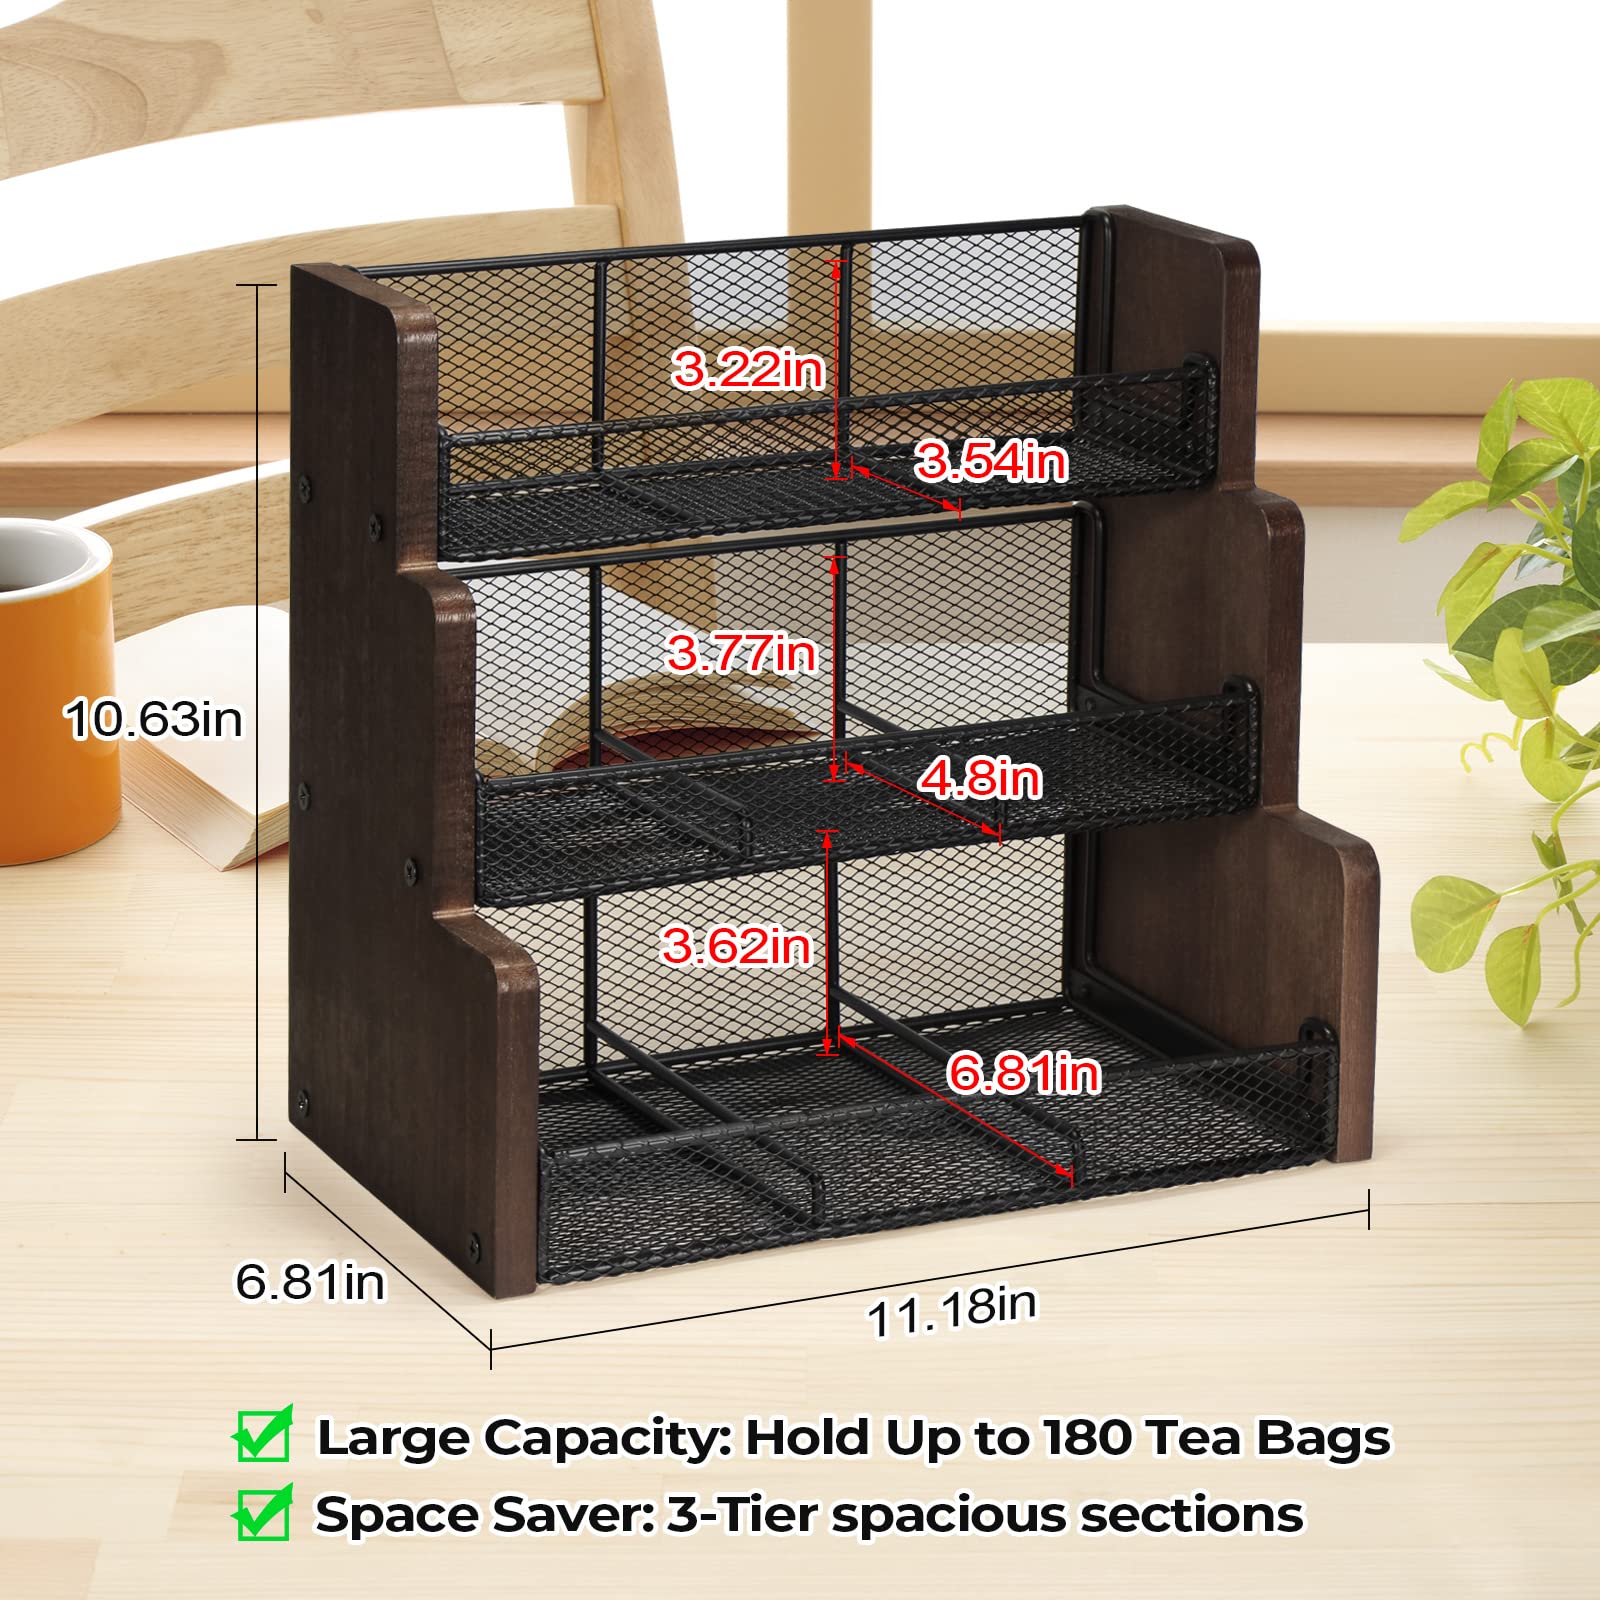 3.22in
3.54in
3.77in
10.63in
4.8in
3.62in
6.81in
6.81in
11.18in
Large Capacity: Hold Up to 180 Tea Bags
Space Saver: 3-Tier spacious sections